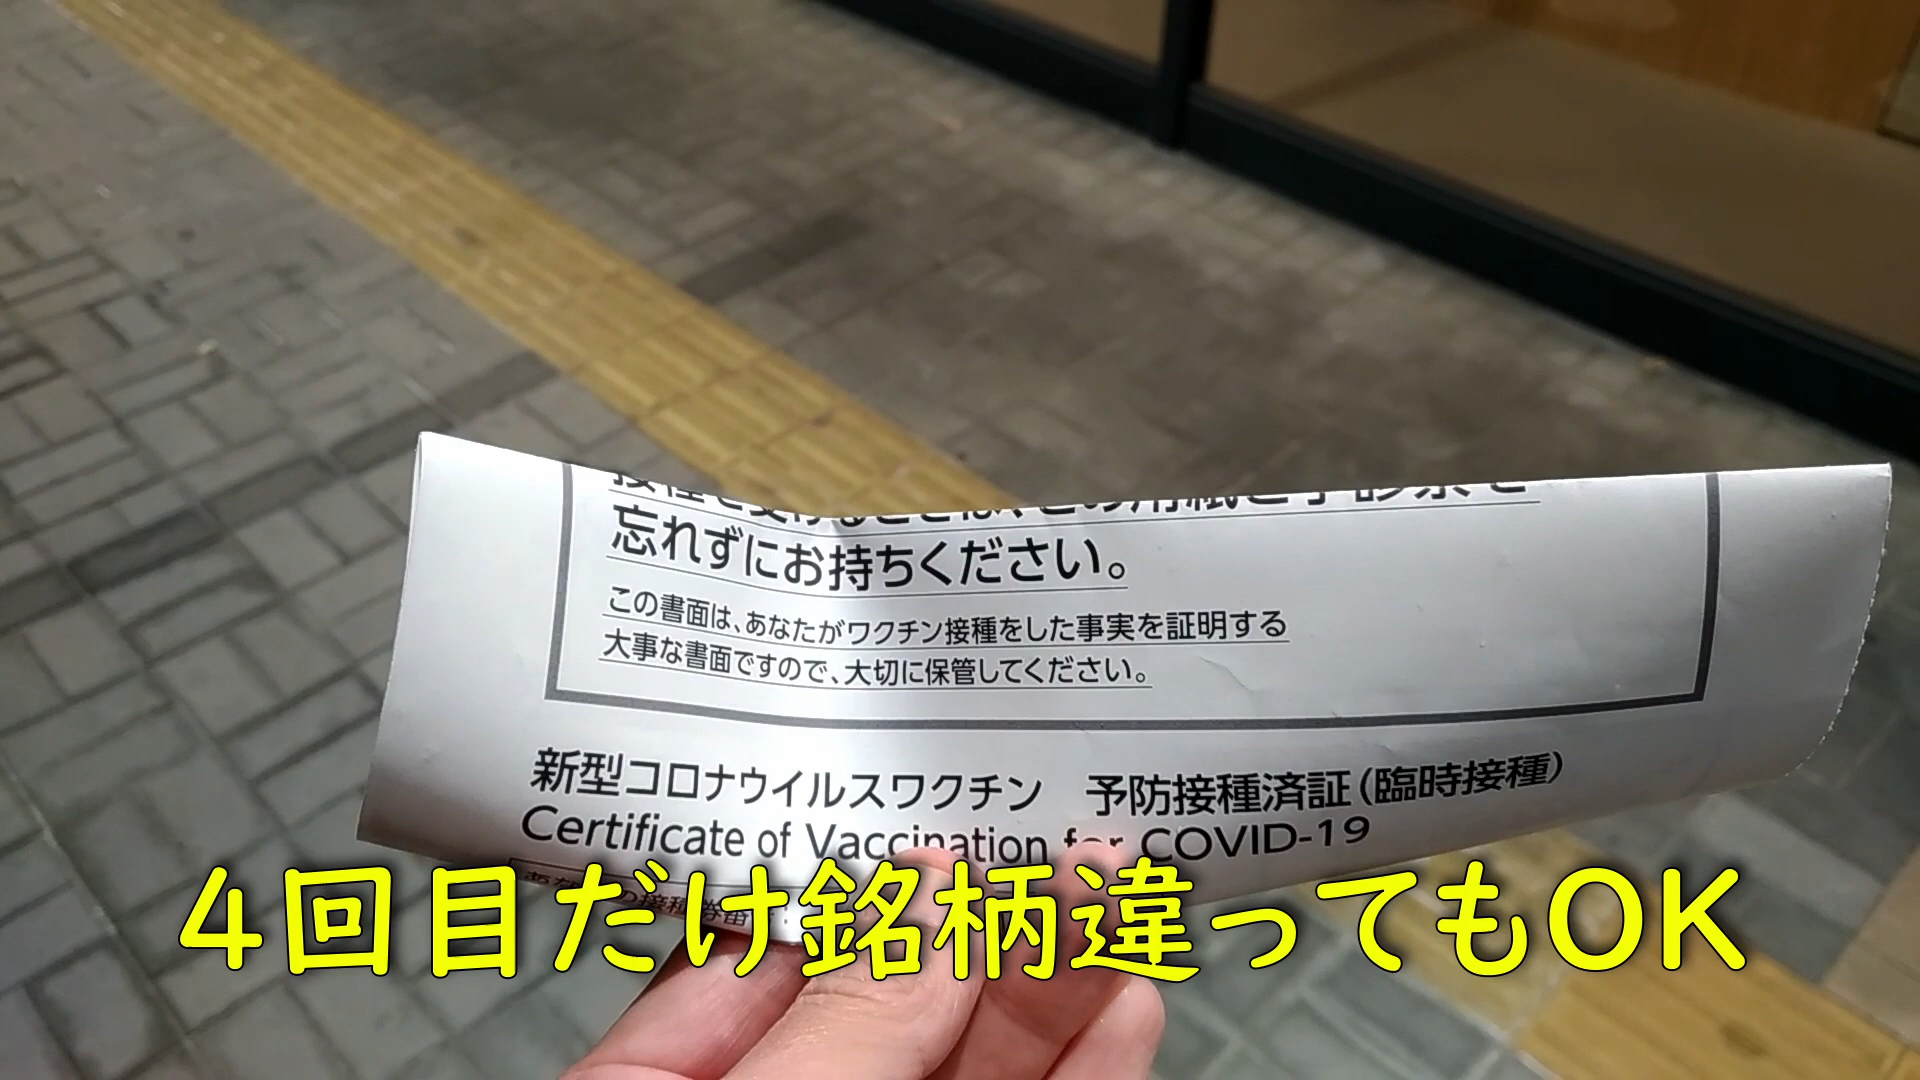 忘れずにお持ちください。
この書面は、あなたがワクチン接種をした事実を証明する
大事な書面ですので、大切に保管してください。
新型コロナウイルスワクチン 予防接種済証(臨時接種)
Certificate of Vaccination for COVID-19
4回目だけ銘柄違ってもOK